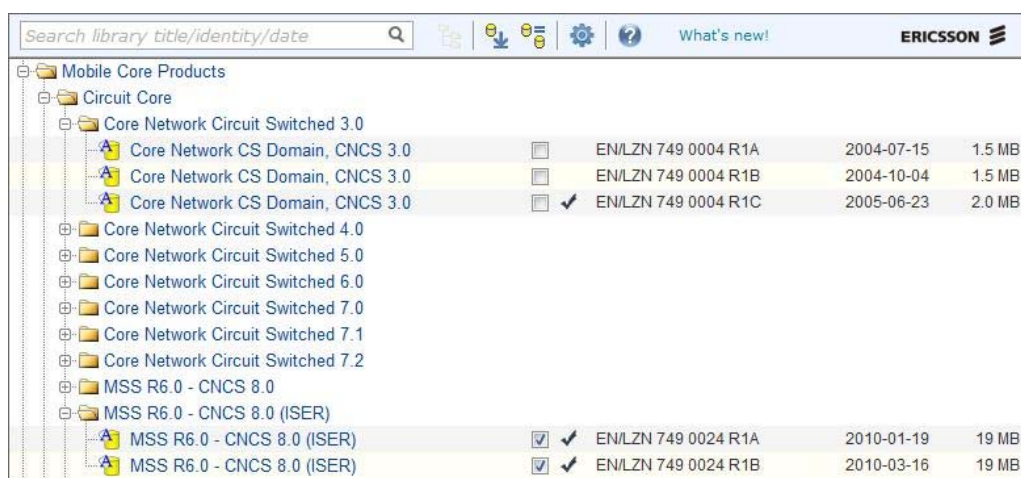 Search library title/identity/date What's new! ERICSSON
Mobile Core Products
Circuit Core
Core Network Circuit Switched 3.0
Core Network CS Domain, CNCS 3.0 EN/LZN 749 0004 R1A 2004-07-15 1.5 MB
Core Network CS Domain, CNCS 3.0 EN/LZN 749 0004 R1B 2004-10-04 1.5 MB
Core Network CS Domain, CNCS 3.0 EN/LZN 749 0004 R1C 2005-06-23 2.0 MB
Core Network Circuit Switched 4.0
Core Network Circuit Switched 5.0
Core Network Circuit Switched 6.0
Core Network Circuit Switched 7.0
Core Network Circuit Switched 7.1
Core Network Circuit Switched 7.2
MSS R6.0 - CNCS 8.0
MSS R6.0 - CNCS 8.0 (ISER)
MSS R6.0 - CNCS 8.0 (ISER) EN/LZN 749 0024 R1A 2010-01-19 19 MB
MSS R6.0 - CNCS 8.0 (ISER) EN/LZN 749 0024 R1B 2010-03-16 19 MB